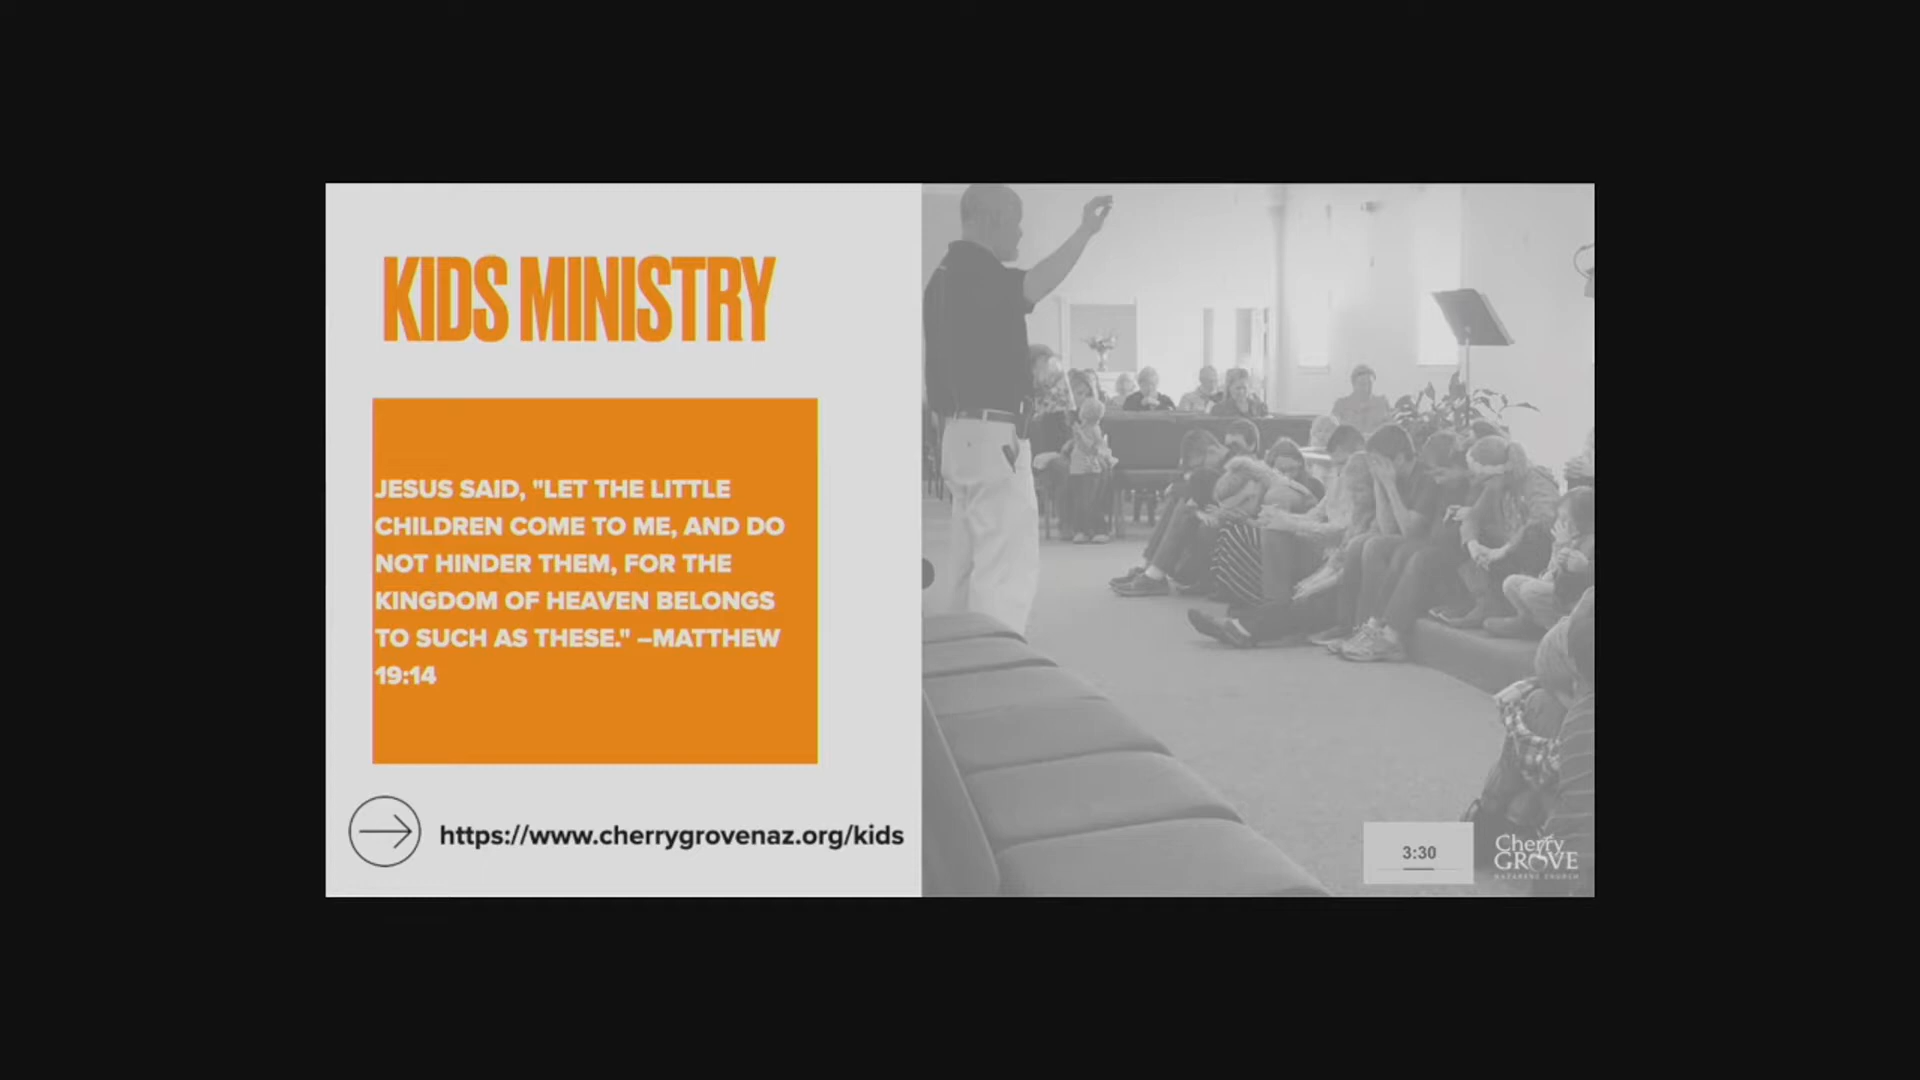 KIDS MINISTRY
JESUS SAID, "LET THE LITTLE
CHILDREN COME TO ME, AND DO
NOT HINDER THEM, FOR THE
KINGDOM OF HEAVEN BELONGS
TO SUCH AS THESE." –MATTHEW
19:14
https://www.cherrygrovenaz.org/kids
3:30
Cherry
GROVE
NAZARENE CHURCH